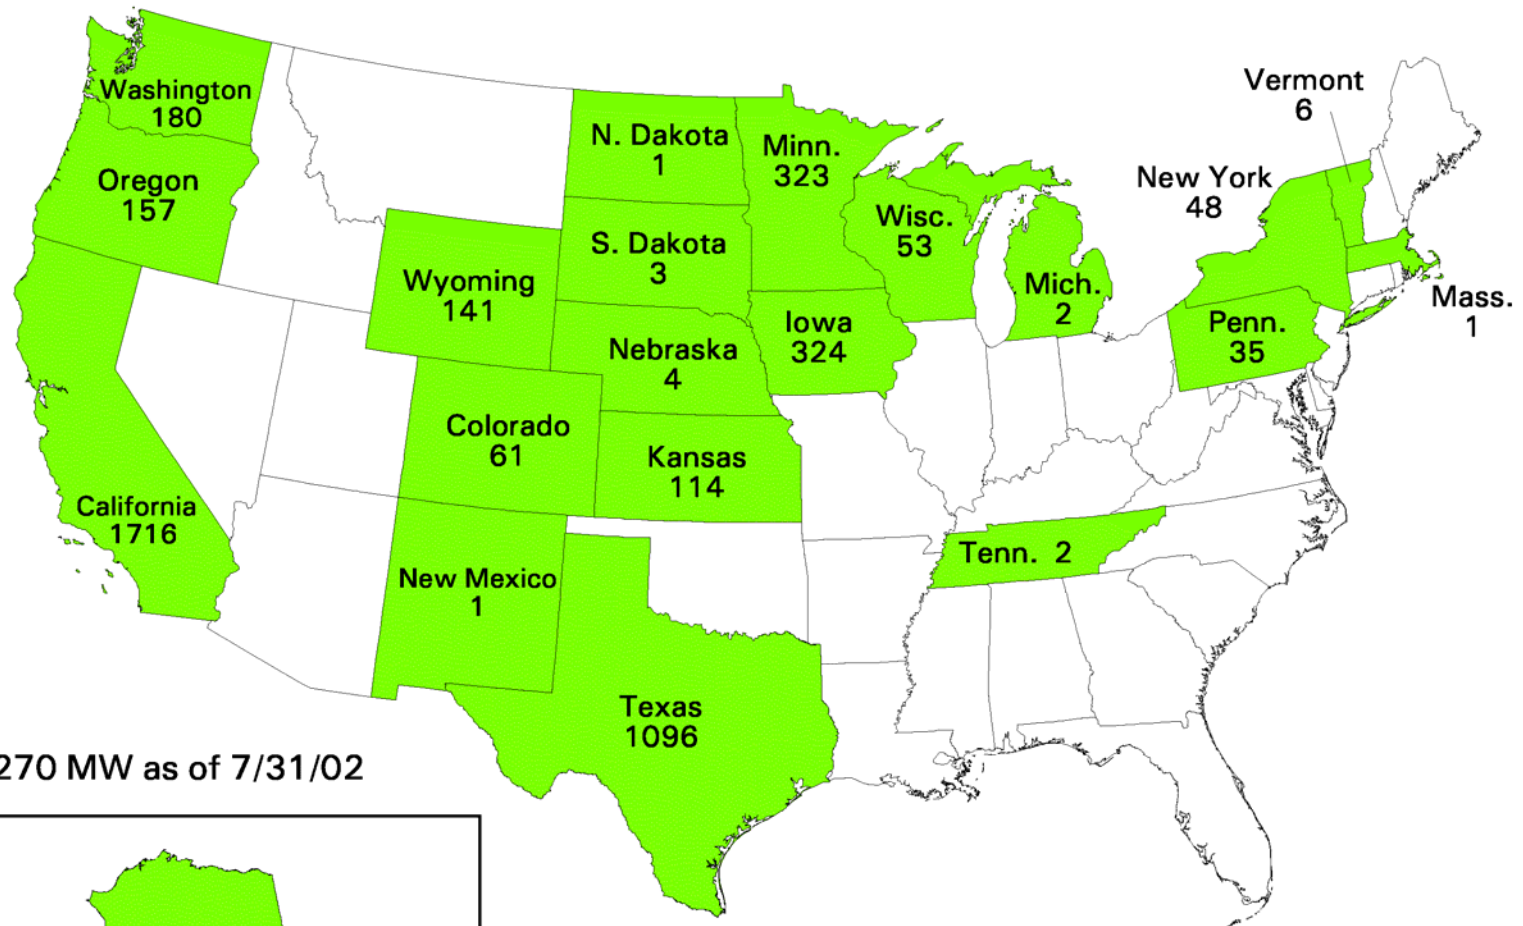 Washington
180
Oregon
157
California
1716
Wyoming
141
Colorado
61
New Mexico
1
N. Dakota
1
S. Dakota
3
Nebraska
4
Kansas
114
Texas
1096
Minn.
323
Iowa
324
Wisc.
53
Mich.
2
Tenn. 2
Vermont
6
New York
48
Penn.
35
Mass.
1
270 MW as of 7/31/02